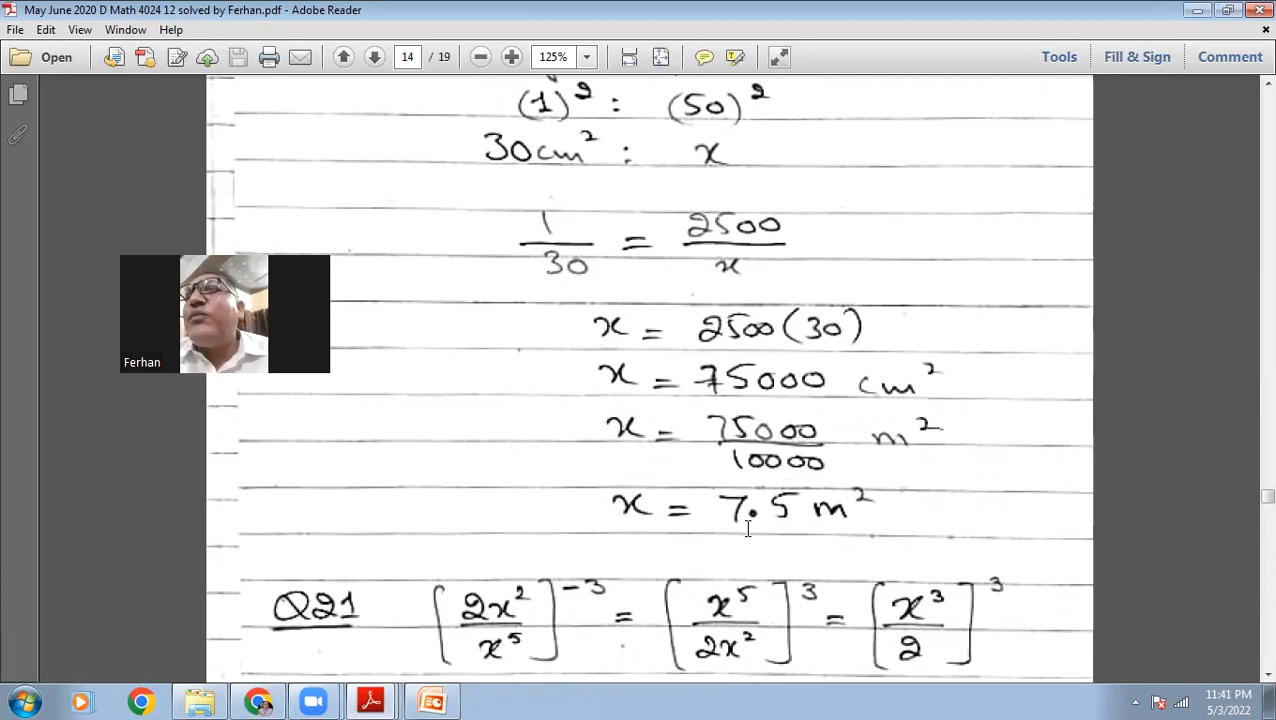 May June 2020 D Math 4024 12 solved by Ferhan.pdf - Adobe Reader
File Edit View Window Help
Open 14 / 19 125% Tools Fill & Sign Comment
(1)² : (50)²
30cm² : x
1/30 = 2500/x
x = 2500(30)
x = 75000 cm²
x = 75000/10000 m²
x = 7.5 m²
Ferhan
Q21 [2x²/x⁵]⁻³ = [x⁵/2x²]³ = [x³/2]³
11:41 PM
5/3/2022